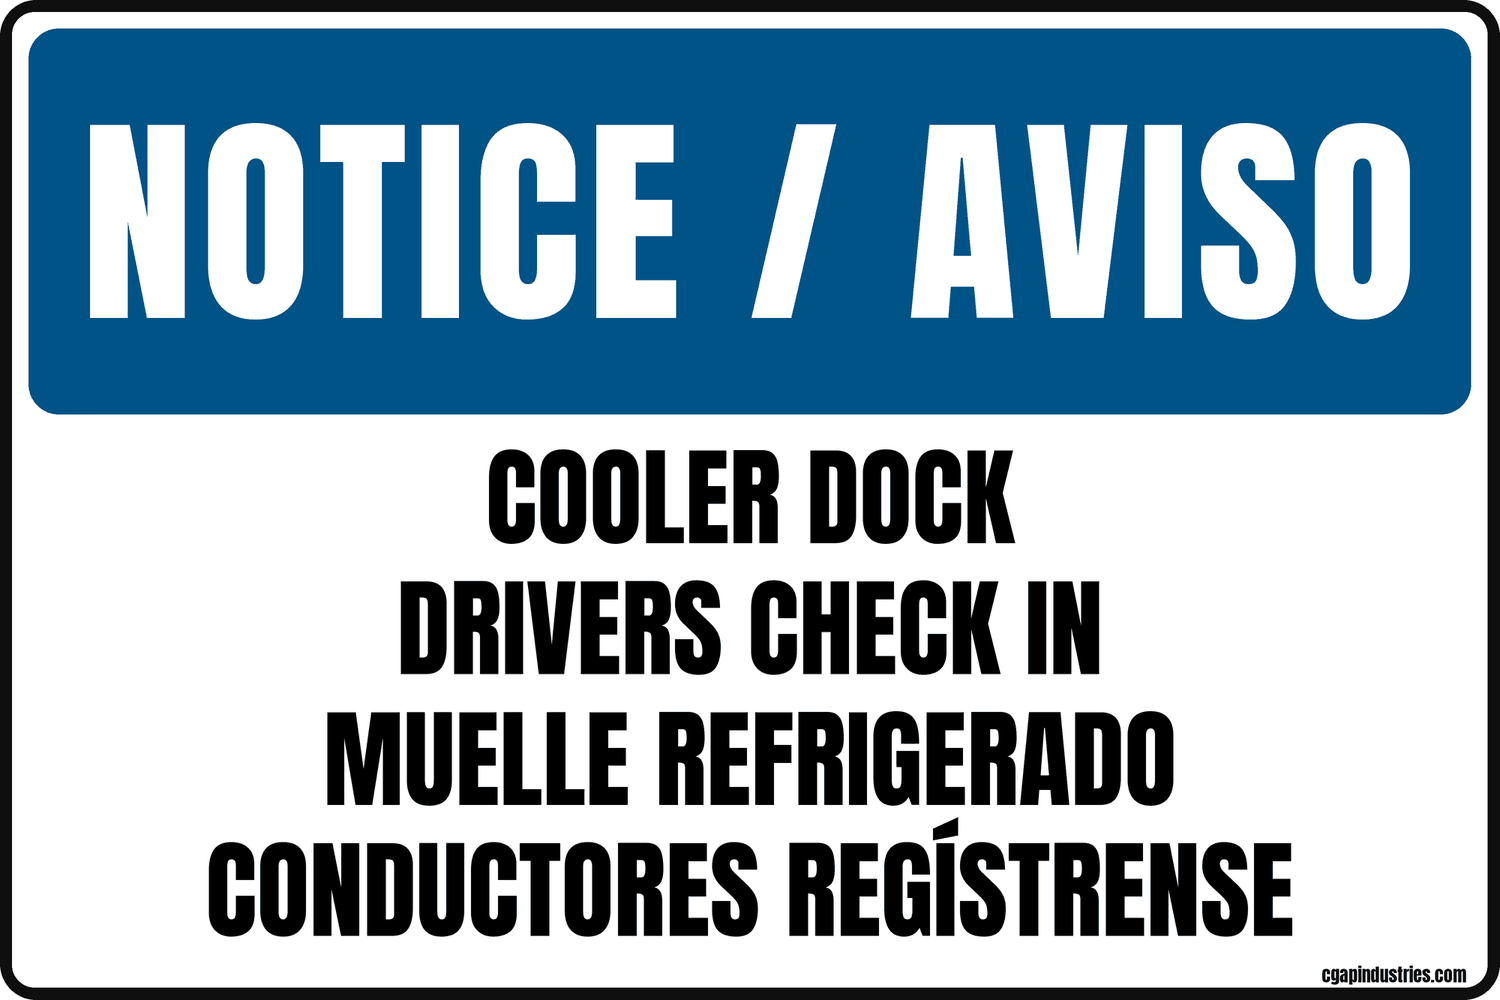 NOTICE / AVISO
COOLER DOCK
DRIVERS CHECK IN
MUELLE REFRIGERADO
CONDUCTORES REGÍSTRENSE
cgapindustries.com